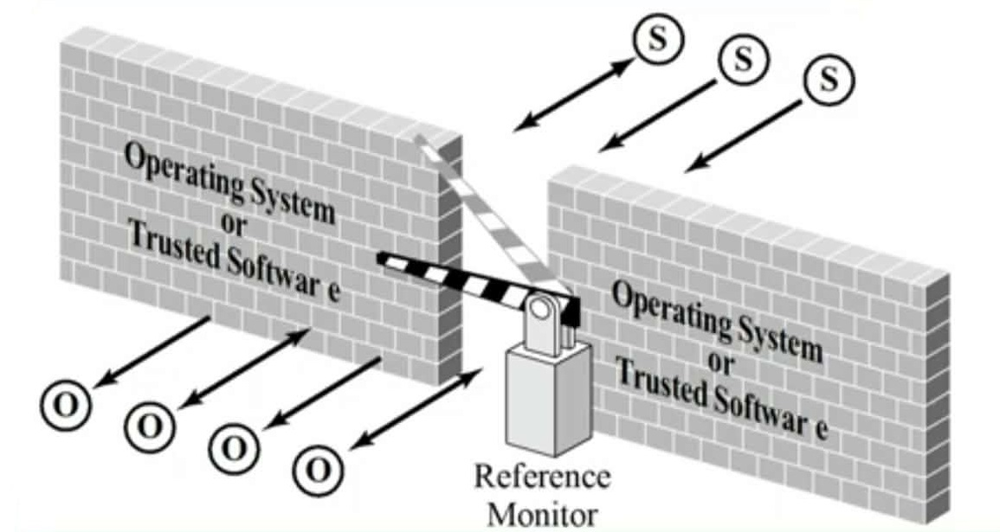 S
S
S
Operating System
or
Trusted Softwar e
Operating System
or
Trusted Softwar e
O
O
O
O
Reference
Monitor